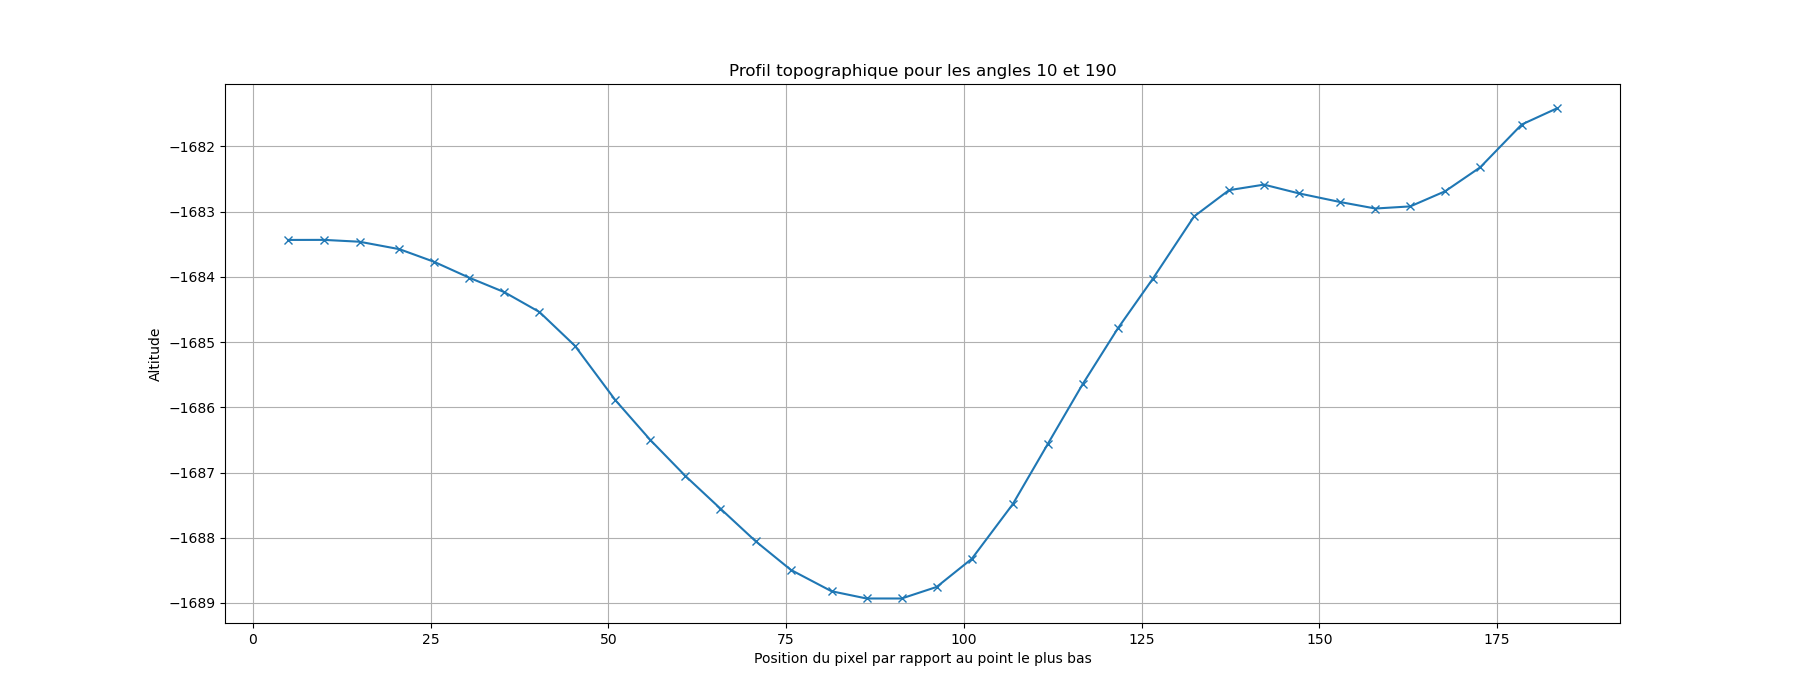 Profil topographique pour les angles 10 et 190
−1682
−1683
−1684
−1685
−1686
−1687
−1688
−1689
Altitude
0 25 50 75 100 125 150 175
Position du pixel par rapport au point le plus bas